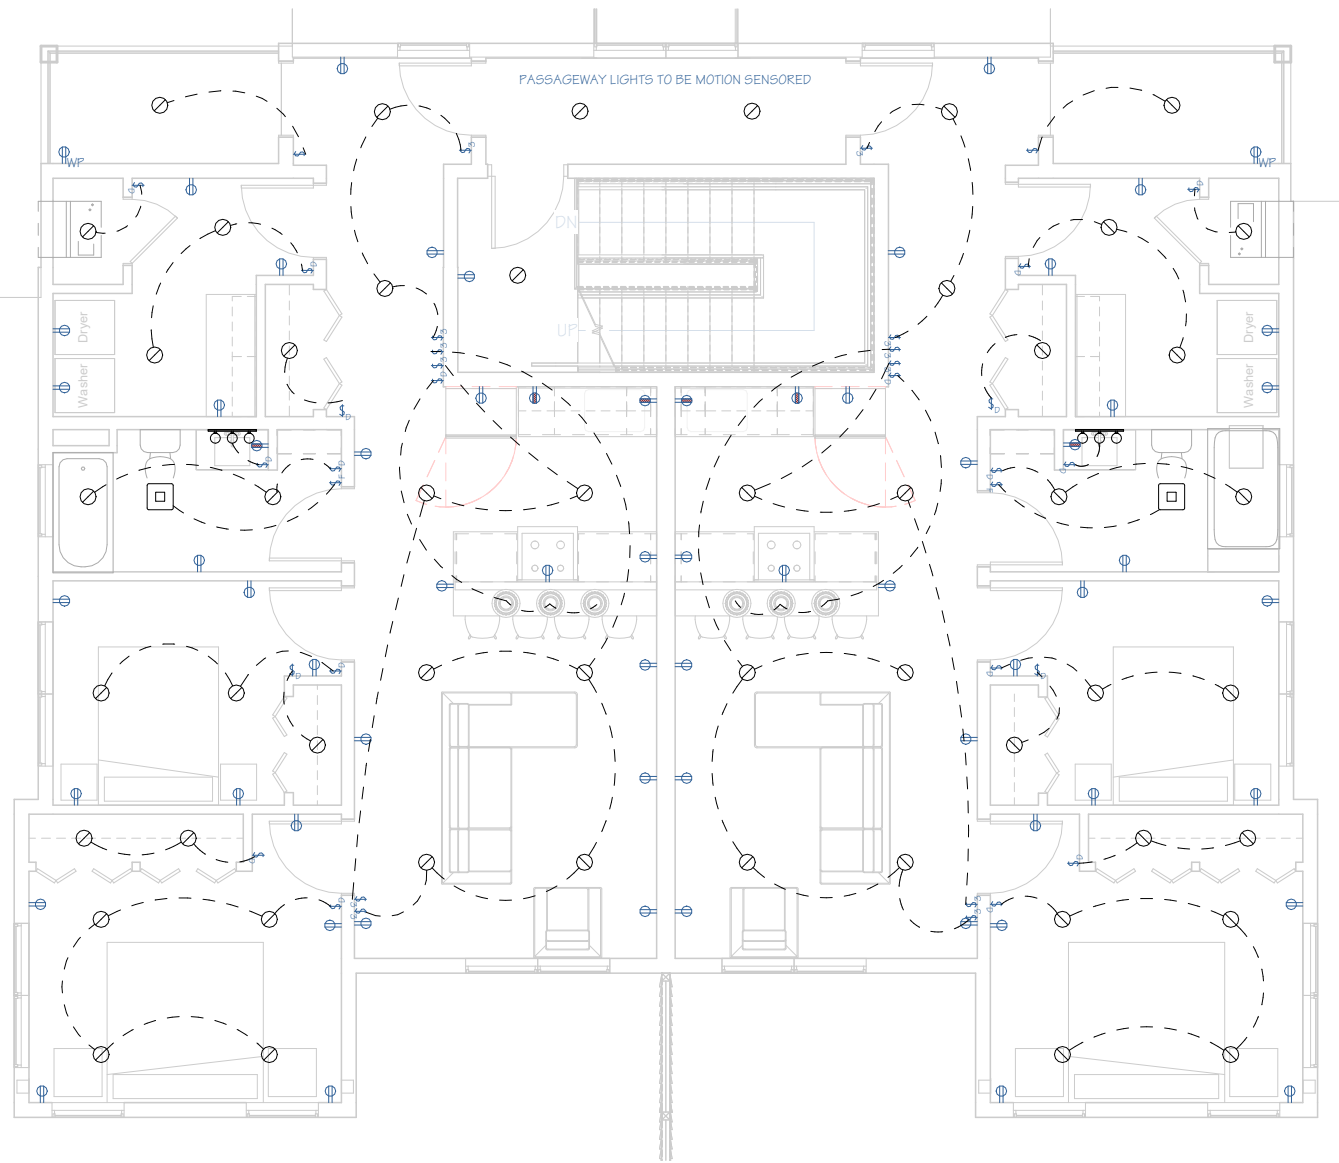 PASSAGEWAY LIGHTS TO BE MOTION SENSORED
WP
WP
DN
UP
Dryer
Dryer
Washer
Washer